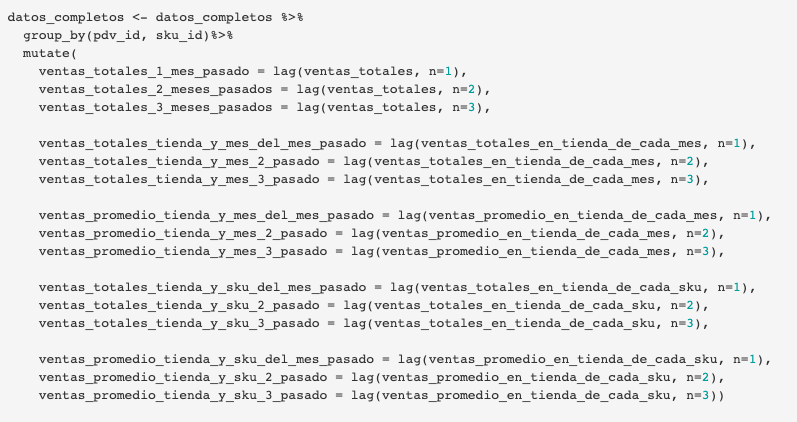 datos_completos <- datos_completos %>%
  group_by(pdv_id, sku_id)%>%
  mutate(
    ventas_totales_1_mes_pasado = lag(ventas_totales, n=1),
    ventas_totales_2_meses_pasados = lag(ventas_totales, n=2),
    ventas_totales_3_meses_pasados = lag(ventas_totales, n=3),

    ventas_totales_tienda_y_mes_del_mes_pasado = lag(ventas_totales_en_tienda_de_cada_mes, n=1),
    ventas_totales_tienda_y_mes_2_pasado = lag(ventas_totales_en_tienda_de_cada_mes, n=2),
    ventas_totales_tienda_y_mes_3_pasado = lag(ventas_totales_en_tienda_de_cada_mes, n=3),

    ventas_promedio_tienda_y_mes_del_mes_pasado = lag(ventas_promedio_en_tienda_de_cada_mes, n=1),
    ventas_promedio_tienda_y_mes_2_pasado = lag(ventas_promedio_en_tienda_de_cada_mes, n=2),
    ventas_promedio_tienda_y_mes_3_pasado = lag(ventas_promedio_en_tienda_de_cada_mes, n=3),

    ventas_totales_tienda_y_sku_del_mes_pasado = lag(ventas_totales_en_tienda_de_cada_sku, n=1),
    ventas_totales_tienda_y_sku_2_pasado = lag(ventas_totales_en_tienda_de_cada_sku, n=2),
    ventas_totales_tienda_y_sku_3_pasado = lag(ventas_totales_en_tienda_de_cada_sku, n=3),

    ventas_promedio_tienda_y_sku_del_mes_pasado = lag(ventas_promedio_en_tienda_de_cada_sku, n=1),
    ventas_promedio_tienda_y_sku_2_pasado = lag(ventas_promedio_en_tienda_de_cada_sku, n=2),
    ventas_promedio_tienda_y_sku_3_pasado = lag(ventas_promedio_en_tienda_de_cada_sku, n=3))